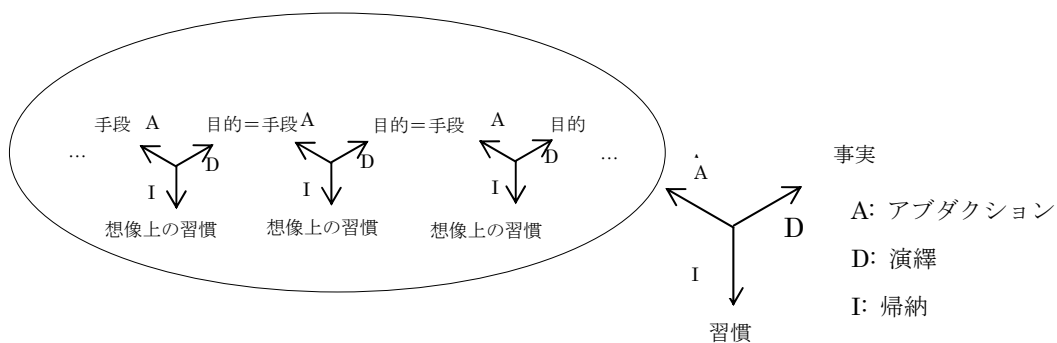 手段 A 目的＝手段 A 目的＝手段 A 目的
… D D D …
I I I
想像上の習慣 想像上の習慣 想像上の習慣
事実
A
D
I
習慣
A: アブダクション
D: 演繹
I: 帰納